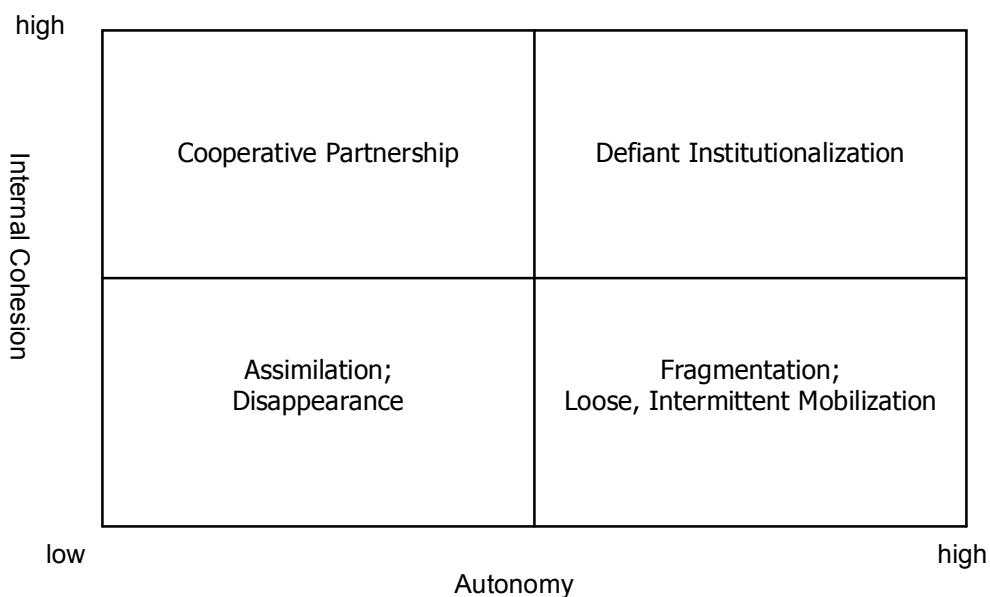 high
Cooperative Partnership
Defiant Institutionalization
Internal Cohesion
Assimilation;
Disappearance
Fragmentation;
Loose, Intermittent Mobilization
low
high
Autonomy